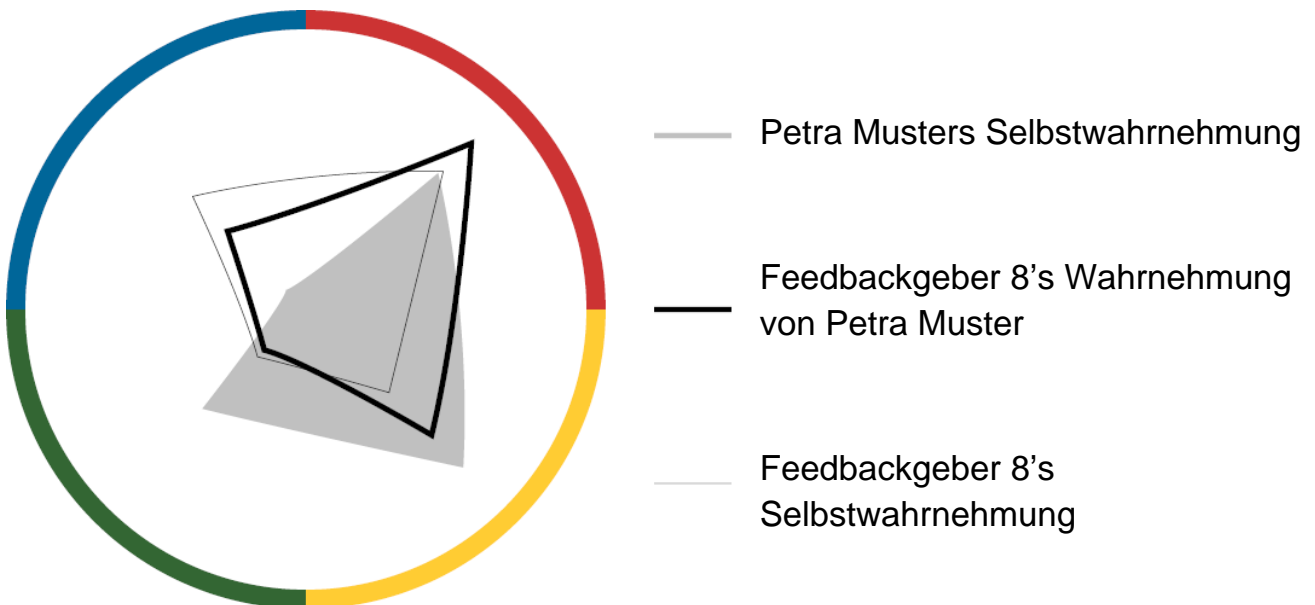 Petra Musters Selbstwahrnehmung
Feedbackgeber 8’s Wahrnehmung
von Petra Muster
Feedbackgeber 8’s
Selbstwahrnehmung